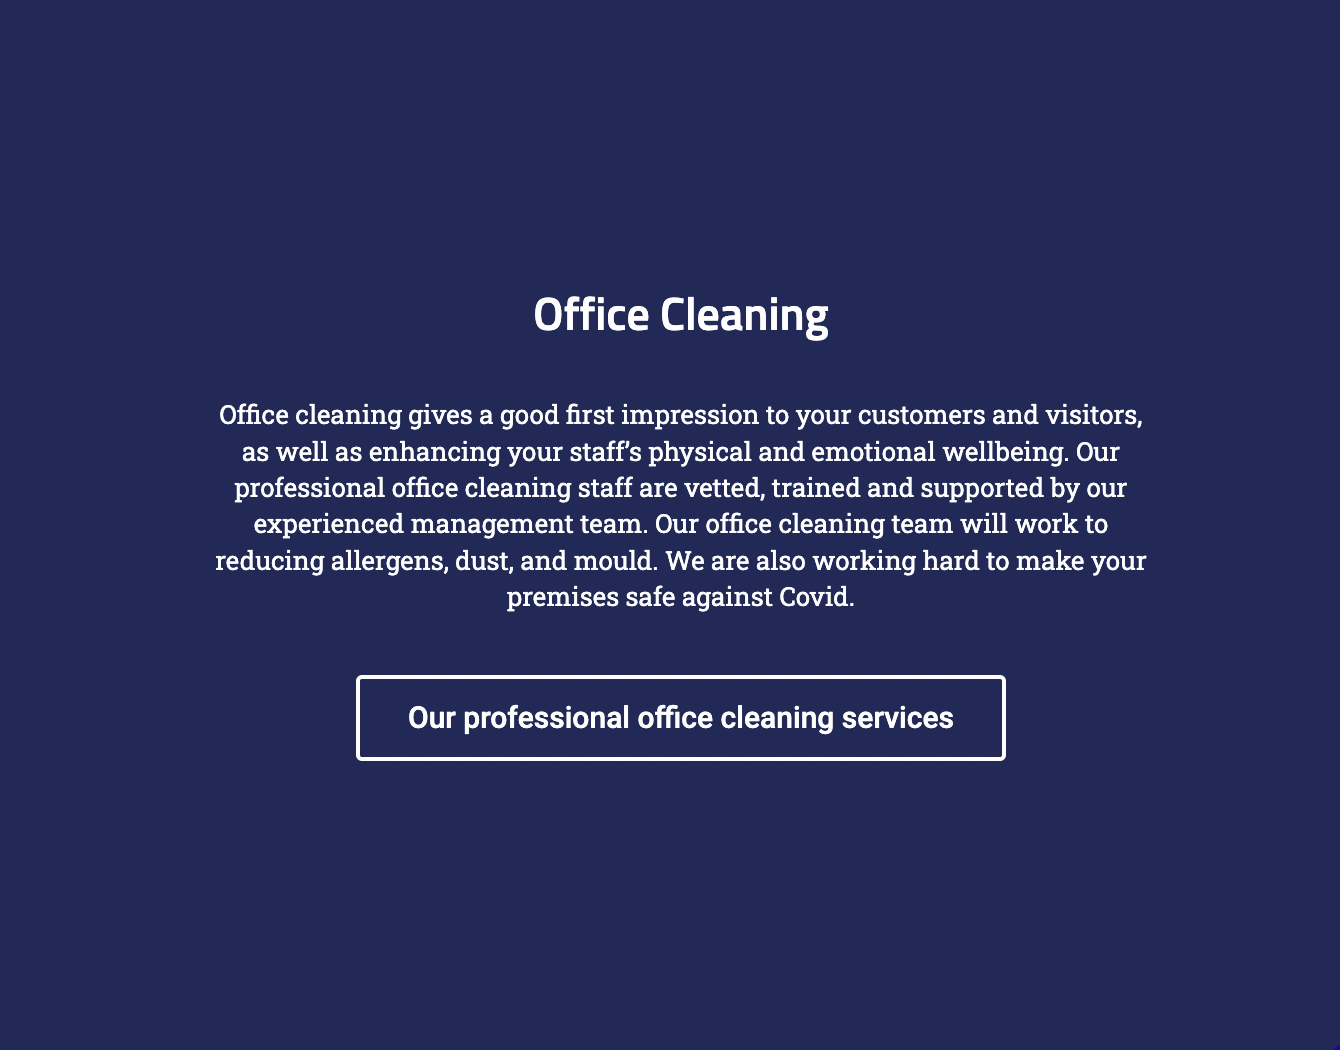 Office Cleaning
Office cleaning gives a good first impression to your customers and visitors,
as well as enhancing your staff’s physical and emotional wellbeing. Our
professional office cleaning staff are vetted, trained and supported by our
experienced management team. Our office cleaning team will work to
reducing allergens, dust, and mould. We are also working hard to make your
premises safe against Covid.
Our professional office cleaning services